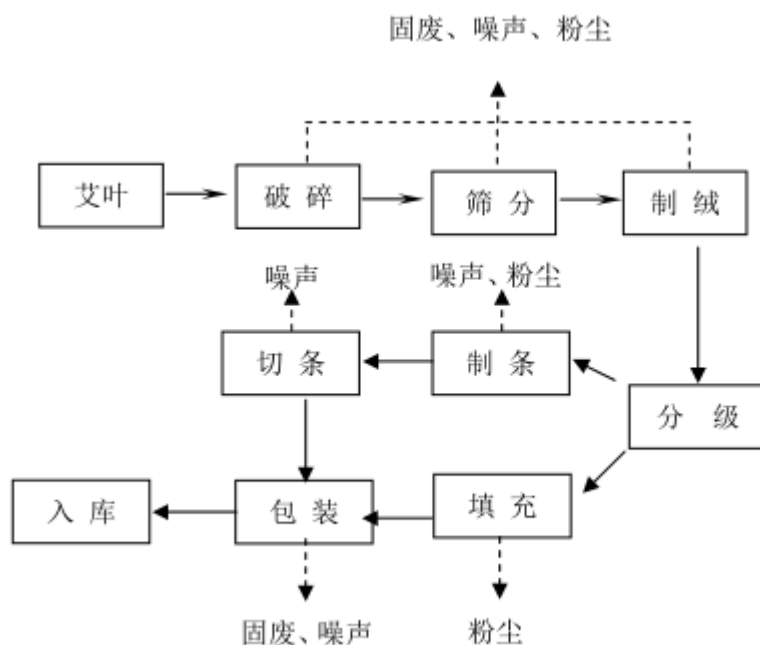 固废、噪声、粉尘
艾叶
破碎
筛分
制绒
噪声
噪声、粉尘
切条
制条
分级
入库
包装
填充
固废、噪声
粉尘